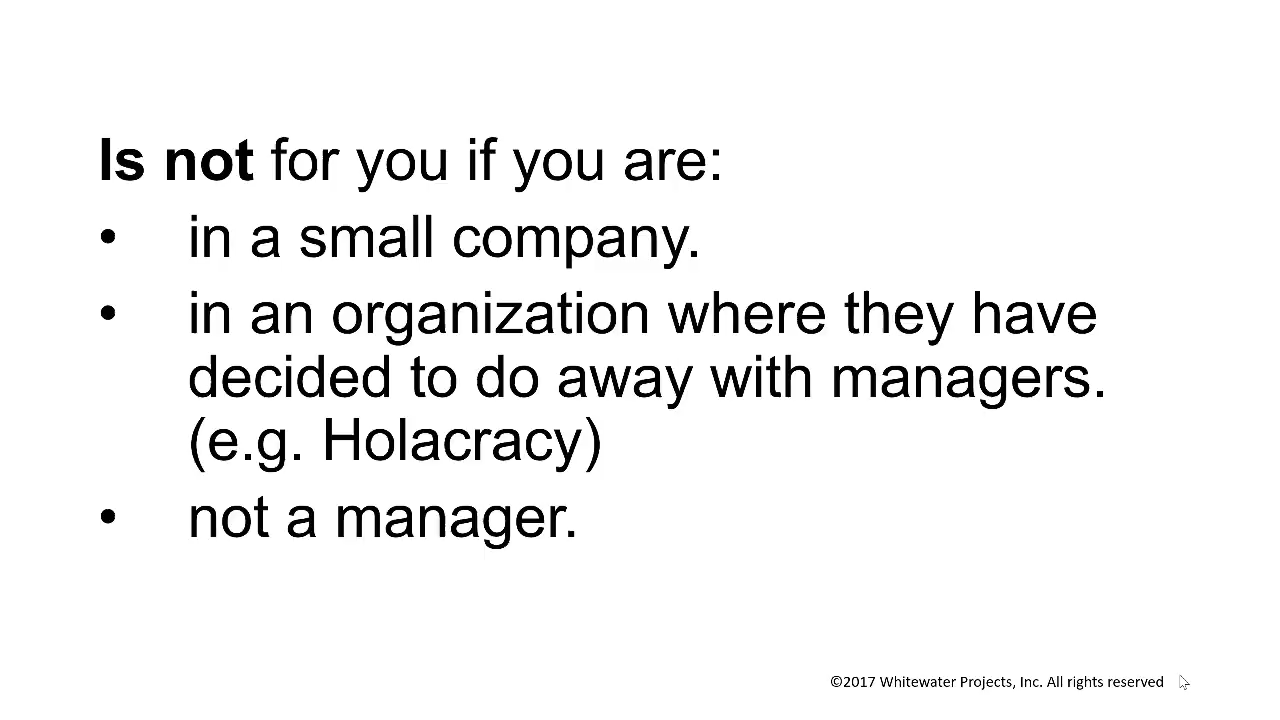 Is not for you if you are:
• in a small company.
• in an organization where they have
decided to do away with managers.
(e.g. Holacracy)
• not a manager.
©2017 Whitewater Projects, Inc. All rights reserved